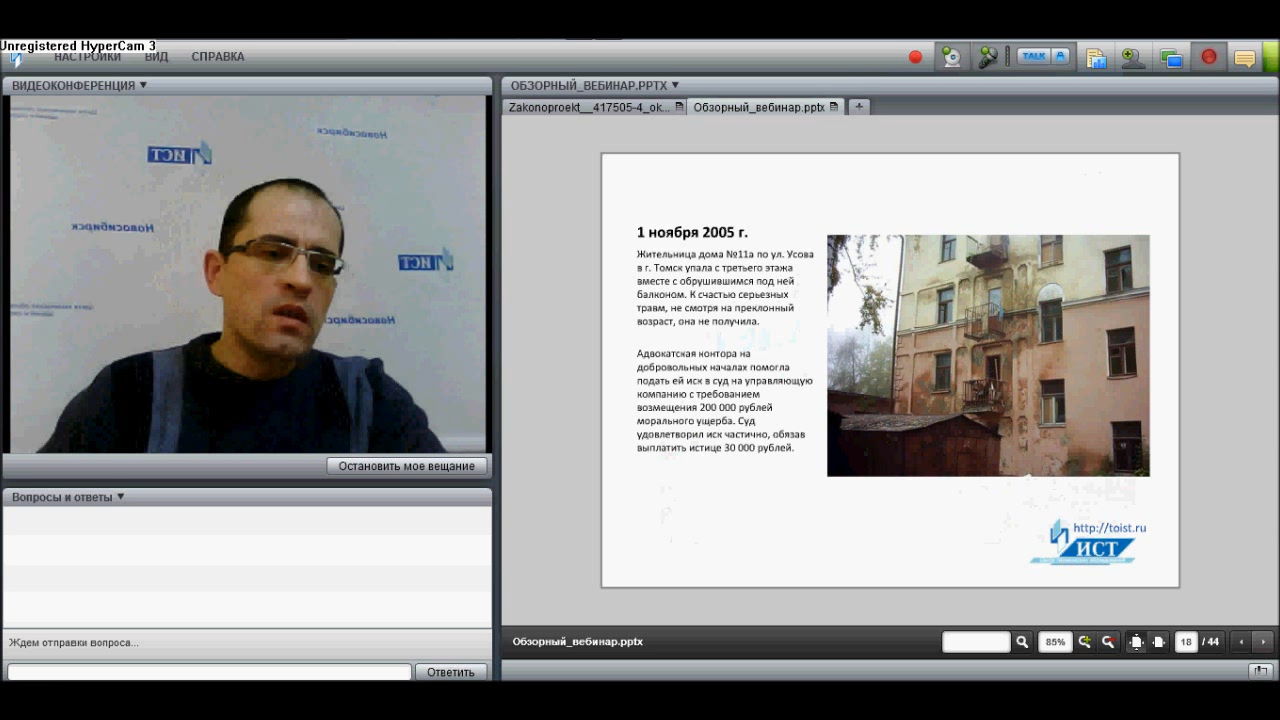 Unregistered HyperCam 3
НАСТРОЙКИ ВИД СПРАВКА
TALK
ВИДЕОКОНФЕРЕНЦИЯ
ОБЗОРНЫЙ_ВЕБИНАР.PPTX
Zakonoproekt__417505-4_ok... Обзорный_вебинар.pptx +
Новосибирск
ИСТ
Новосибирск
ИСТ
Новосибирск
1 ноября 2005 г.
Жительница дома №11а по ул. Усова
в г. Томск упала с третьего этажа
вместе с обрушившимся под ней
балконом. К счастью серьезных
травм, не смотря на преклонный
возраст, она не получила.
Адвокатская контора на
добровольных началах помогла
подать ей иск в суд на управляющую
компанию с требованием
возмещения 200 000 рублей
морального ущерба. Суд
удовлетворил иск частично, обязав
выплатить истице 30 000 рублей.
http://toist.ru
ИСТ
Остановить мое вещание
Вопросы и ответы
Ждем отправки вопроса...
Ответить
Обзорный_вебинар.pptx
85%
18 / 44